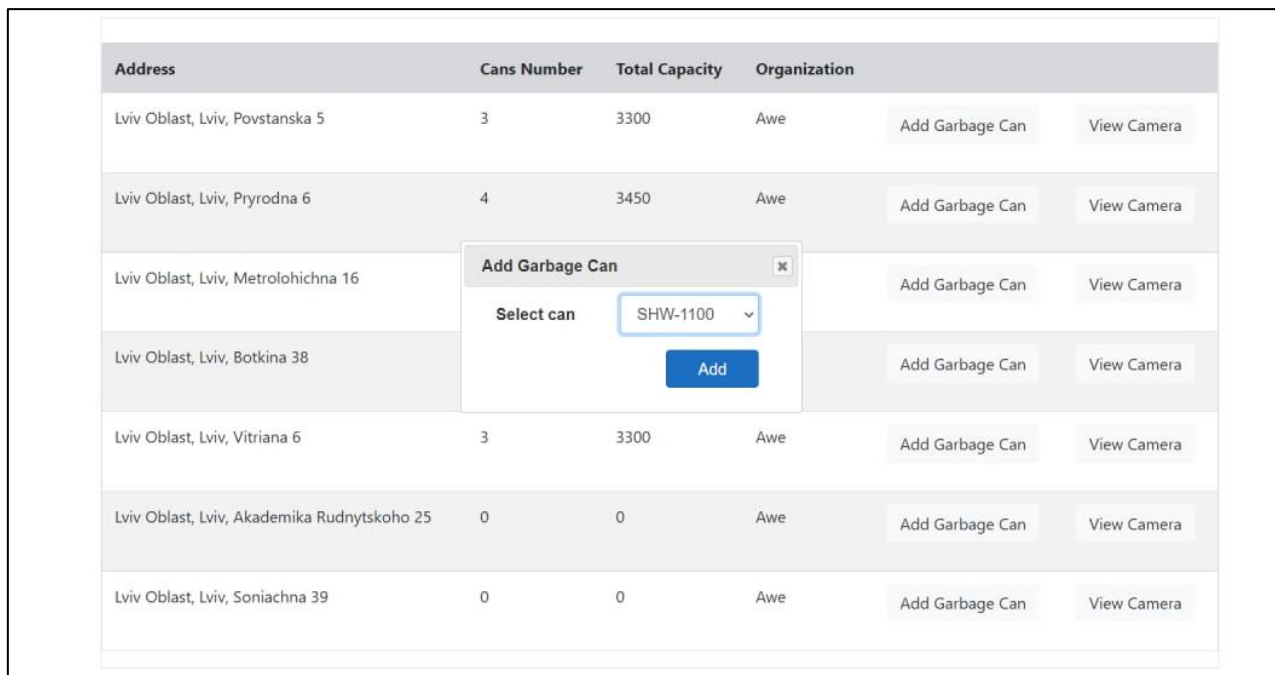 Address Cans Number Total Capacity Organization
Lviv Oblast, Lviv, Povstanska 5 3 3300 Awe Add Garbage Can View Camera
Lviv Oblast, Lviv, Pryrodna 6 4 3450 Awe Add Garbage Can View Camera
Add Garbage Can
Lviv Oblast, Lviv, Metrolohichna 16 Add Garbage Can View Camera
Select can SHW-1100
Lviv Oblast, Lviv, Botkina 38 Add Garbage Can View Camera
Add
Lviv Oblast, Lviv, Vitriana 6 3 3300 Awe Add Garbage Can View Camera
Lviv Oblast, Lviv, Akademika Rudnytskoho 25 0 0 Awe Add Garbage Can View Camera
Lviv Oblast, Lviv, Soniachna 39 0 0 Awe Add Garbage Can View Camera